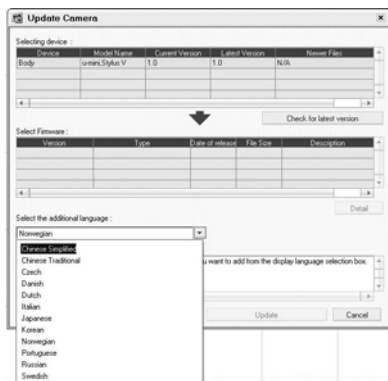 Update Camera
Selecting device :
Device Model Name Current Version Latest Version Newer Files
Body u-mini,Stylus V 1.0 1.0 N/A
Check for latest version
Select Firmware :
Version Type Date of release File Size Description
Detail
Select the additional language :
Norwegian
Chinese Simplified
u want to add from the display language selection box.
Chinese Traditional
Czech
Danish
Dutch
Italian
Japanese
Update Cancel
Korean
Norwegian
Portuguese
Russian
Swedish